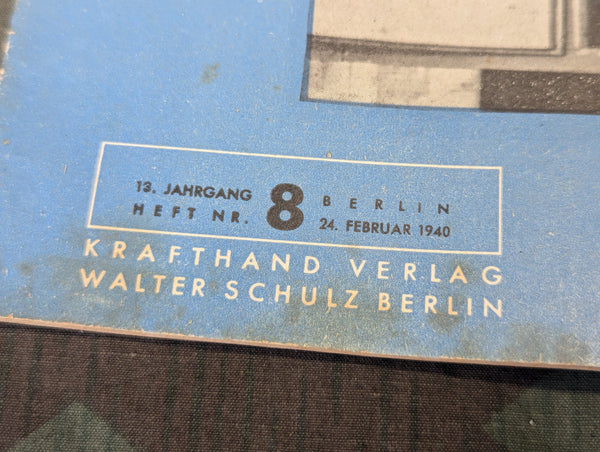 13. JAHRGANG
HEFT NR.
8
BERLIN
24. FEBRUAR 1940
KRAFTHAND VERLAG
WALTER SCHULZ BERLIN